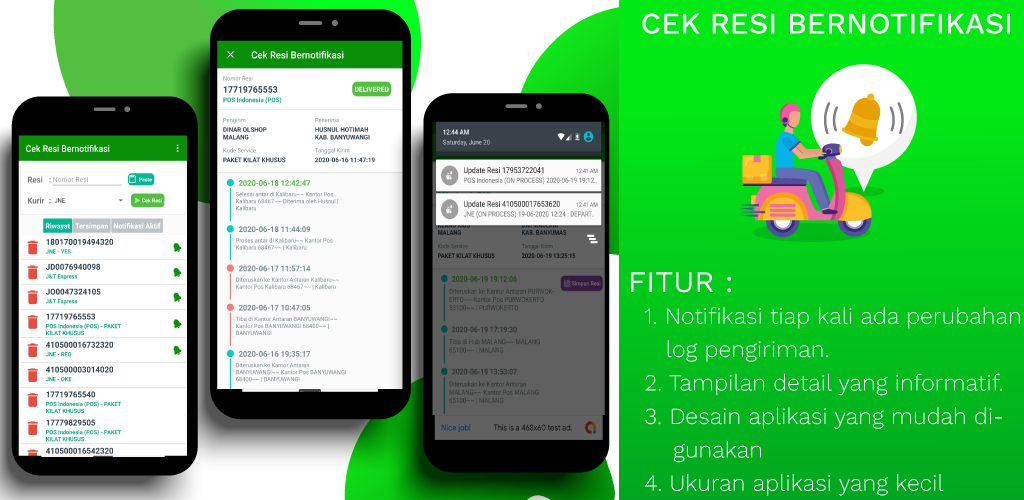 Cek Resi Bernotifikasi
Resi : Nomor Resi Paste
Kurir : JNE Cek Resi
Riwayat Tersimpan Notifikasi Aktif
180170019494320
JNE - YES
JD0076940098
J&T Express
JO0047324105
J&T Express
17719765553
POS Indonesia (POS) - PAKET
KILAT KHUSUS
410500016732320
JNE - REG
410500003014020
JNE - OKE
17719765540
POS Indonesia (POS) - PAKET
KILAT KHUSUS
17779829505
POS Indonesia (POS) - PAKET
KILAT KHUSUS
410500016542320
Cek Resi Bernotifikasi
Nomor Resi
17719765553
POS Indonesia (POS)
DELIVERED
Pengirim Penerima
DINAR OLSHOP HUSNUL HOTIMAH
MALANG KAB. BANYUWANGI
Kode Service Tanggal Kirim
PAKET KILAT KHUSUS 2020-06-16 11:47:19
2020-06-18 12:42:47
Selesai antar di Kalibaru~~ Kantor Pos
Kalibaru 68467~~ | Diterima oleh Husnul |
Kalibaru
2020-06-18 11:44:09
Proses antar di Kalibaru~~ Kantor Pos
Kalibaru 68467~~ | Kalibaru
2020-06-17 11:57:14
Diteruskan ke Kantor Antaran Kalibaru~~
Kantor Pos Kalibaru 68467~~ | Kalibaru
2020-06-17 10:47:05
Tiba di Kantor Antaran BANYUWANGI~~
Kantor Pos BANYUWANGI 68400~~ |
BANYUWANGI
2020-06-16 19:35:17
Diteruskan ke Kantor Antaran
BANYUWANGI~~ Kantor Pos BANYUWANGI
68400~~ | BANYUWANGI
12:44 AM
Saturday, June 20
Update Resi 17953722041 12:41 AM
POS Indonesia (ON PROCESS) 2020-06-19 19:12..
Update Resi 410500017653620 12:41 AM
JNE (ON PROCESS) 19-06-2020 12:24 : DEPART..
MALANG KAB. BANYUMAS
Kode Service Tanggal Kirim
PAKET KILAT KHUSUS 2020-06-19 13:25:15
2020-06-19 19:12:06
Simpan Resi
Diteruskan ke Kantor Antaran PURWOK-
ERTO~~ Kantor Pos PURWOKERTO
53100~~ | PURWOKERTO
2020-06-19 17:19:30
Tiba di Hub MALANG~~ MALANG
65100~~ | MALANG
2020-06-19 13:53:07
Diteruskan ke Kantor Antaran
MALANG~~ Kantor Pos MALANG
65100~~ | MALANG
Nice job! This is a 468x60 test ad.
CEK RESI BERNOTIFIKASI
FITUR :
1. Notifikasi tiap kali ada perubahan
log pengiriman.
2. Tampilan detail yang informatif.
3. Desain aplikasi yang mudah di-
gunakan
4. Ukuran aplikasi yang kecil